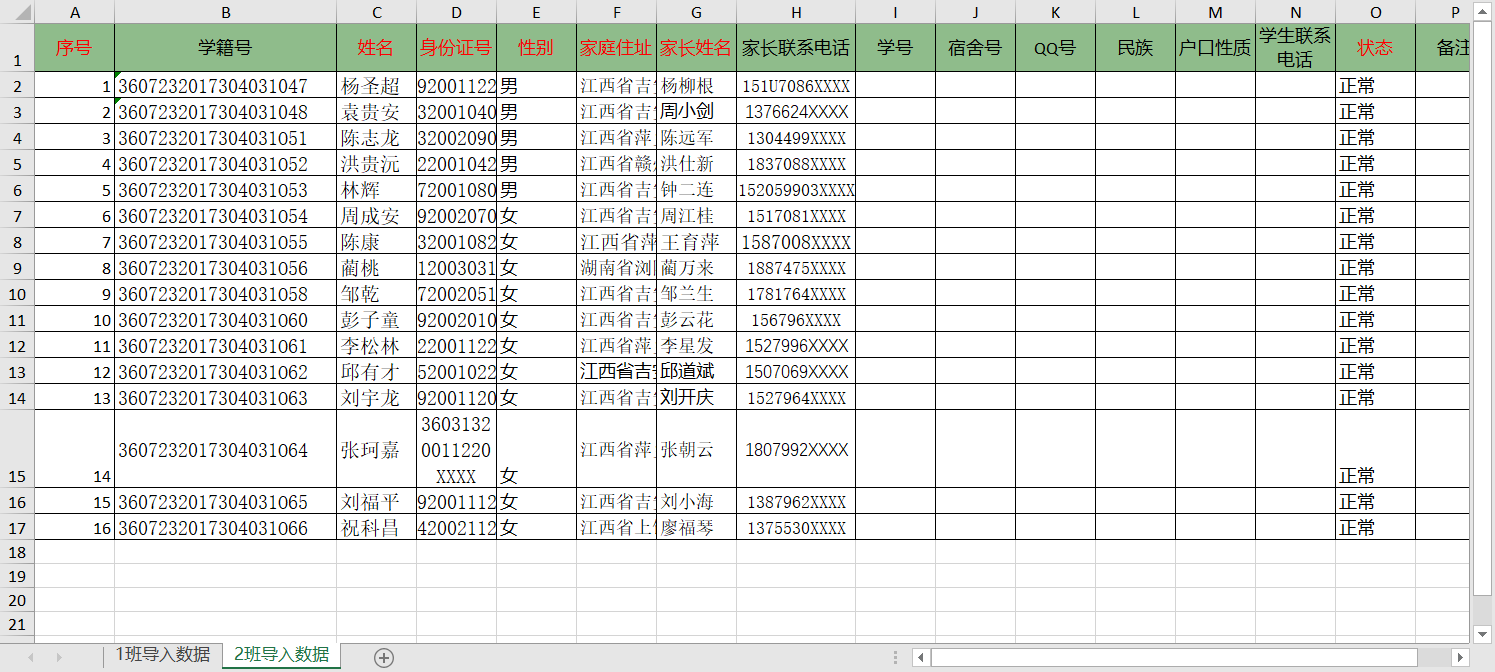 A B C D E F G H I J K L M N O P
1 序号 学籍号 姓名 身份证号 性别 家庭住址 家长姓名 家长联系电话 学号 宿舍号 QQ号 民族 户口性质 学生联系电话 状态 备注
2 1 3607232017304031047 杨圣超 92001122 男 江西省吉 杨柳根 151U7086XXXX 正常
3 2 3607232017304031048 袁贵安 32001040 男 江西省吉 周小剑 1376624XXXX 正常
4 3 3607232017304031051 陈志龙 32002090 男 江西省萍 陈远军 1304499XXXX 正常
5 4 3607232017304031052 洪贵沅 22001042 男 江西省赣 洪仕新 1837088XXXX 正常
6 5 3607232017304031053 林辉 72001080 男 江西省吉 钟二连 152059903XXXX 正常
7 6 3607232017304031054 周成安 92002070 女 江西省吉 周江桂 1517081XXXX 正常
8 7 3607232017304031055 陈康 32001082 女 江西省萍 王育萍 1587008XXXX 正常
9 8 3607232017304031056 蔺桃 12003031 女 湖南省浏 蔺万来 1887475XXXX 正常
10 9 3607232017304031058 邹乾 72002051 女 江西省吉 邹兰生 1781764XXXX 正常
11 10 3607232017304031060 彭子童 92002010 女 江西省吉 彭云花 156796XXXX 正常
12 11 3607232017304031061 李松林 22001122 女 江西省萍 李星发 1527996XXXX 正常
13 12 3607232017304031062 邱有才 52001022 女 江西省吉 邱道斌 1507069XXXX 正常
14 13 3607232017304031063 刘宇龙 92001120 女 江西省吉 刘开庆 1527964XXXX 正常
15 14 3607232017304031064 张珂嘉 36031320011220XXXX 女 江西省萍 张朝云 1807992XXXX 正常
16 15 3607232017304031065 刘福平 92001112 女 江西省吉 刘小海 1387962XXXX 正常
17 16 3607232017304031066 祝科昌 42002112 女 江西省上 廖福琴 1375530XXXX 正常
18
19
20
21
1班导入数据 2班导入数据